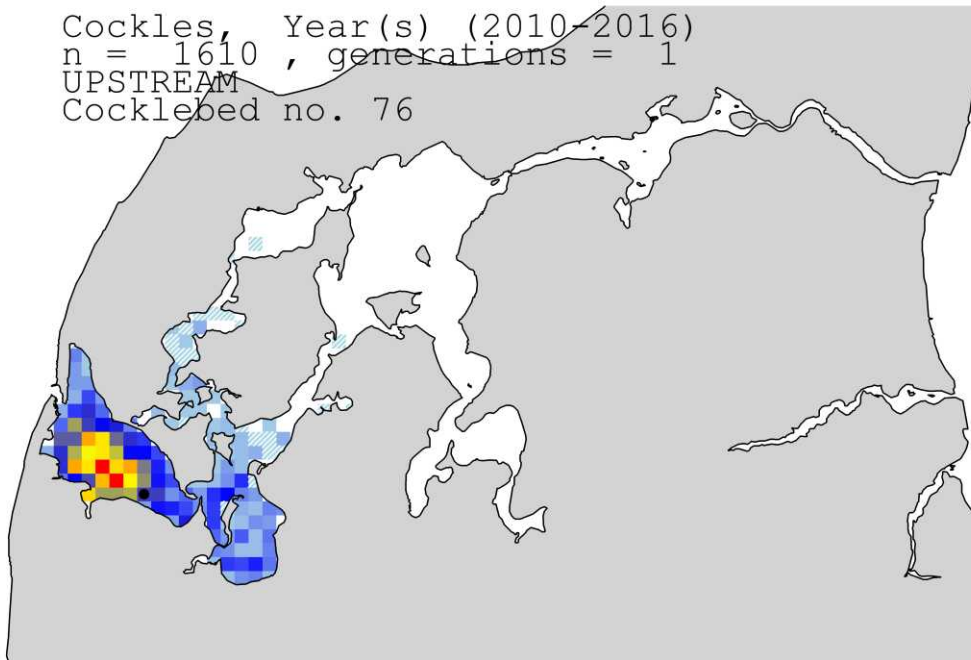 Cockles,  Year(s) (2010-2016)
n =  1610 , generations =  1
UPSTREAM
Cocklebed no. 76